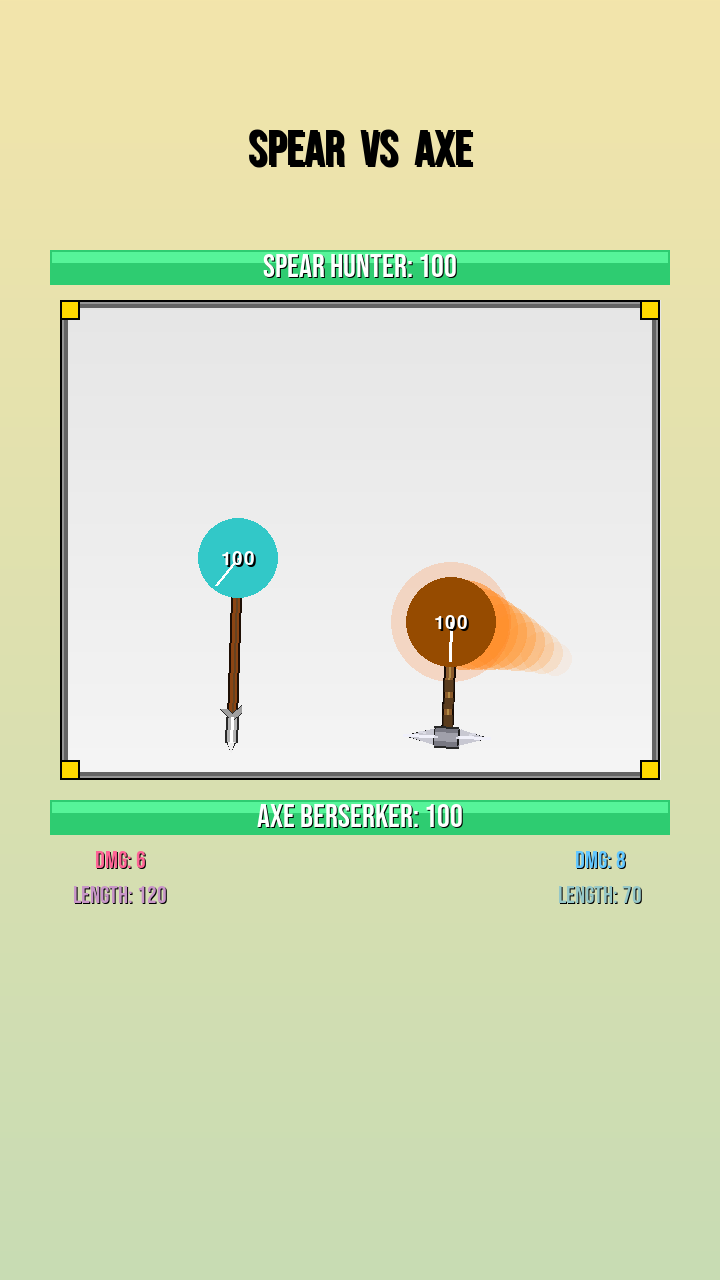 SPEAR VS AXE
SPEAR HUNTER: 100
100
100
AXE BERSERKER: 100
DMG: 6
DMG: 8
LENGTH: 120
LENGTH: 70